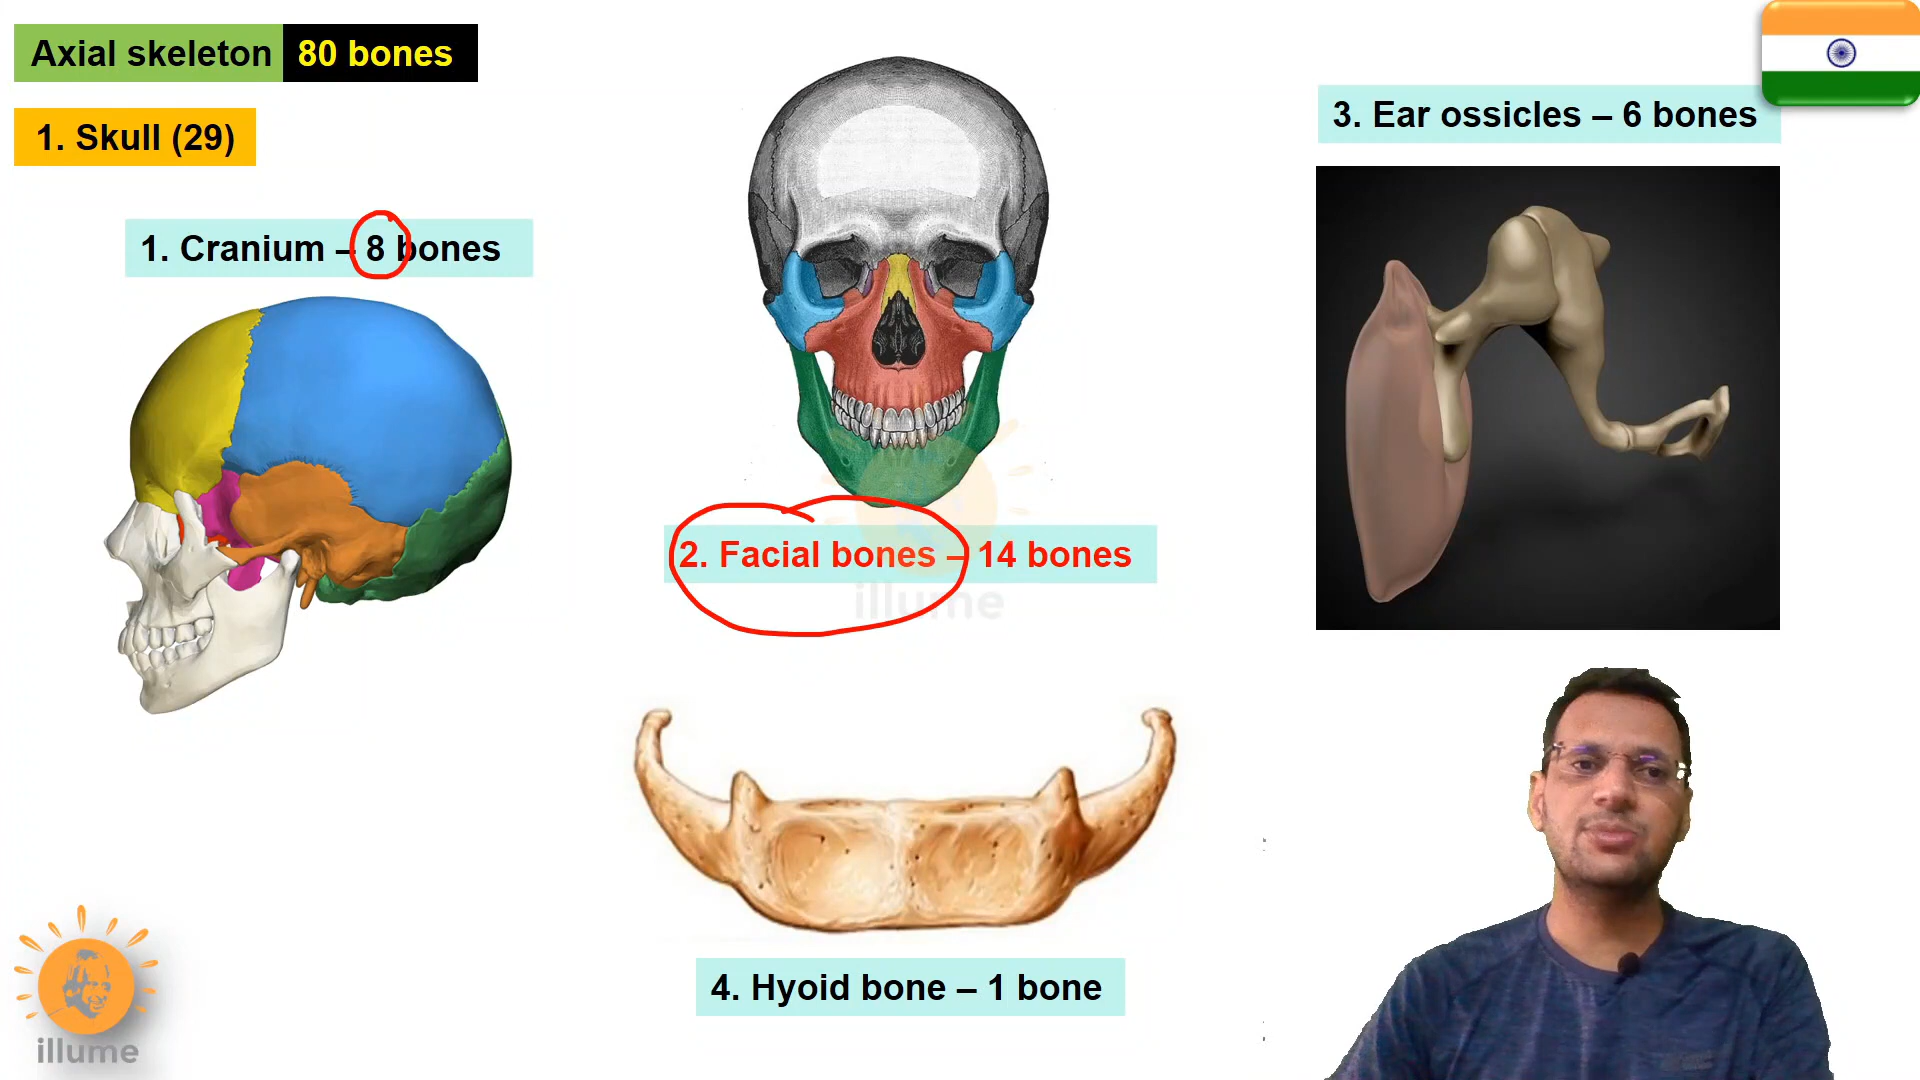 Axial skeleton 80 bones
1. Skull (29)
1. Cranium – 8 bones
2. Facial bones – 14 bones
3. Ear ossicles – 6 bones
4. Hyoid bone – 1 bone
illume
illume